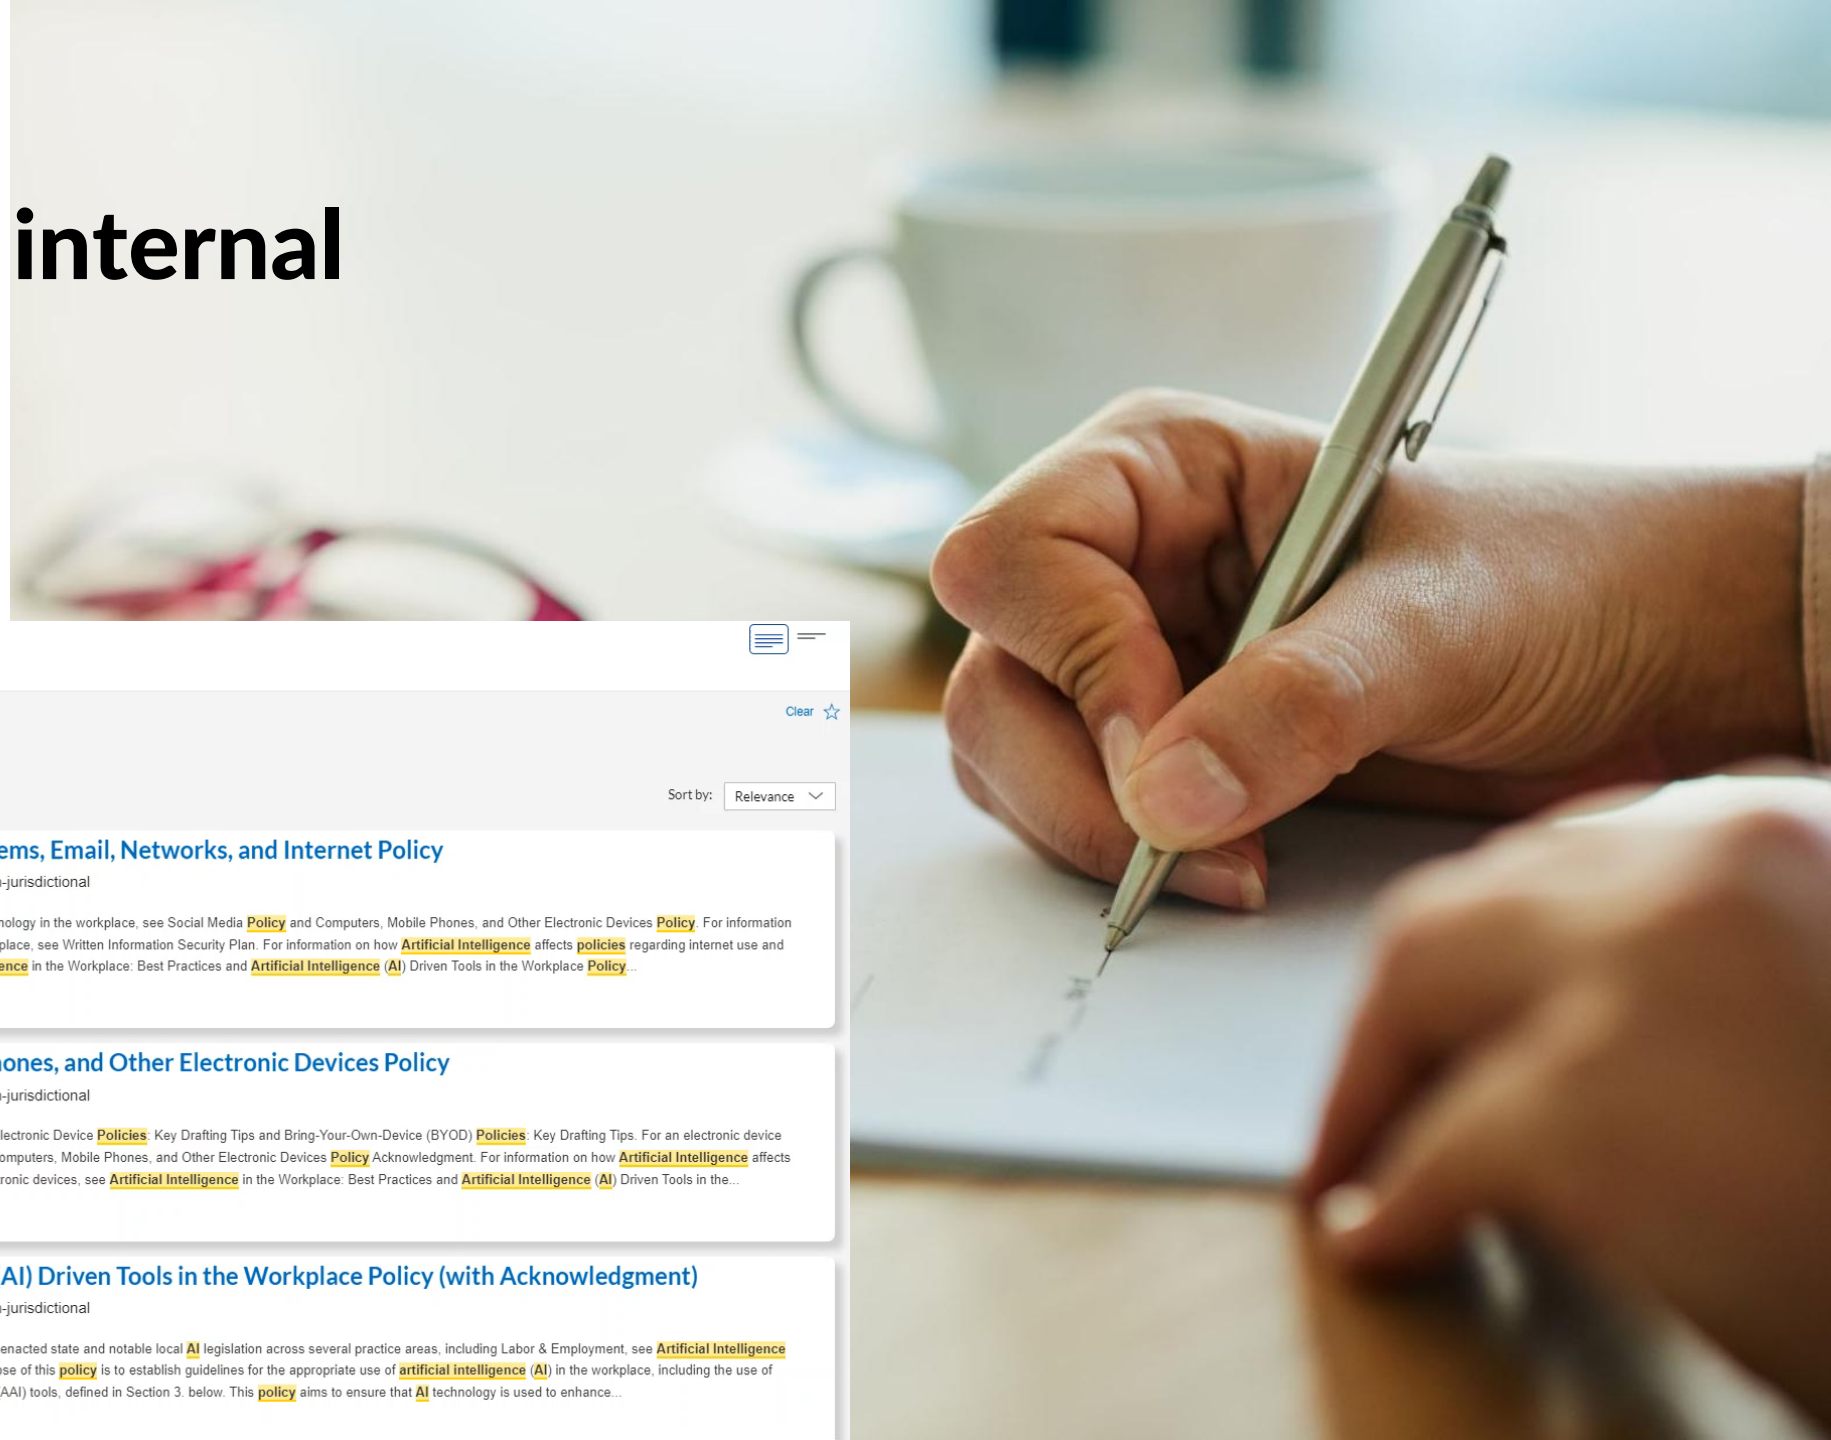 internal
Clear
Sort by: Relevance
ems, Email, Networks, and Internet Policy
-jurisdictional
nology in the workplace, see Social Media Policy and Computers, Mobile Phones, and Other Electronic Devices Policy. For information
place, see Written Information Security Plan. For information on how Artificial Intelligence affects policies regarding internet use and
ence in the Workplace: Best Practices and Artificial Intelligence (AI) Driven Tools in the Workplace Policy...
ones, and Other Electronic Devices Policy
-jurisdictional
lectronic Device Policies: Key Drafting Tips and Bring-Your-Own-Device (BYOD) Policies: Key Drafting Tips. For an electronic device
omputers, Mobile Phones, and Other Electronic Devices Policy Acknowledgment. For information on how Artificial Intelligence affects
ronic devices, see Artificial Intelligence in the Workplace: Best Practices and Artificial Intelligence (AI) Driven Tools in the...
AI) Driven Tools in the Workplace Policy (with Acknowledgment)
-jurisdictional
enacted state and notable local AI legislation across several practice areas, including Labor & Employment, see Artificial Intelligence
ose of this policy is to establish guidelines for the appropriate use of artificial intelligence (AI) in the workplace, including the use of
AAI) tools, defined in Section 3. below. This policy aims to ensure that AI technology is used to enhance...